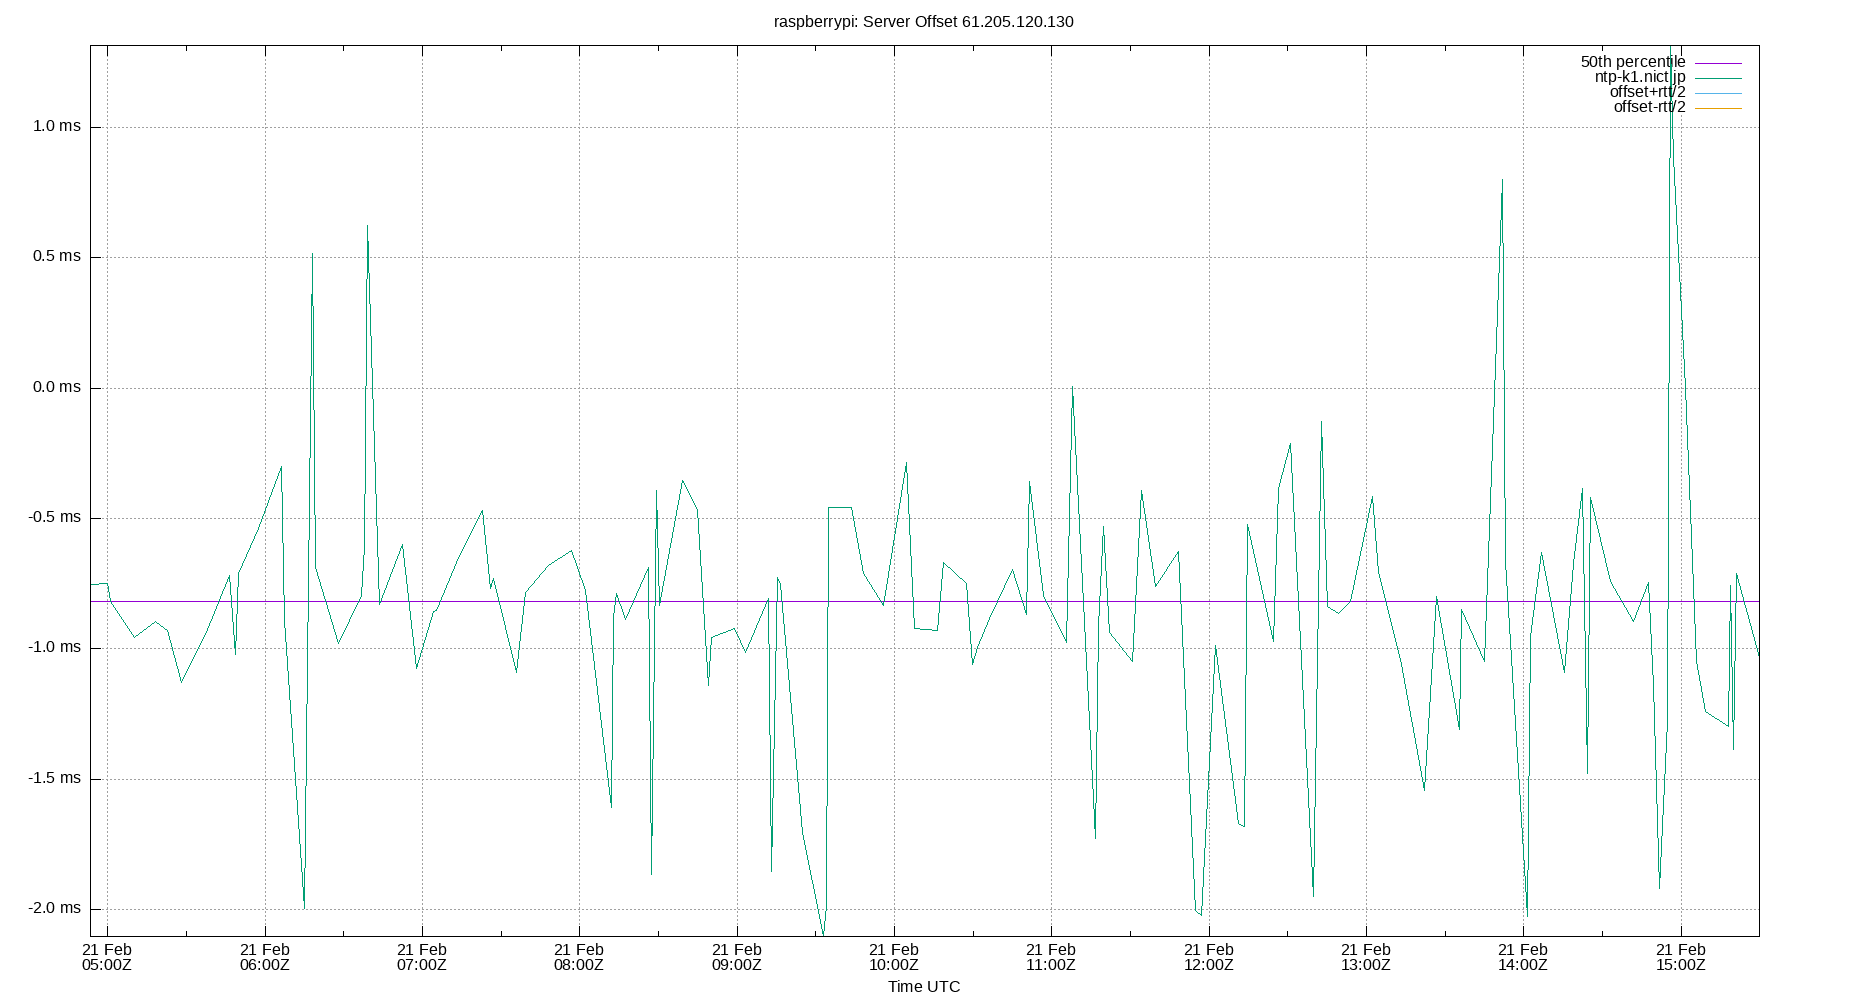 raspberrypi: Server Offset 61.205.120.130
50th percentile
ntp-k1.nict.jp
offset+rtt/2
offset-rtt/2
1.0 ms
0.5 ms
0.0 ms
-0.5 ms
-1.0 ms
-1.5 ms
-2.0 ms
21 Feb 21 Feb 21 Feb 21 Feb 21 Feb 21 Feb 21 Feb 21 Feb 21 Feb 21 Feb 21 Feb
05:00Z 06:00Z 07:00Z 08:00Z 09:00Z 10:00Z 11:00Z 12:00Z 13:00Z 14:00Z 15:00Z
Time UTC